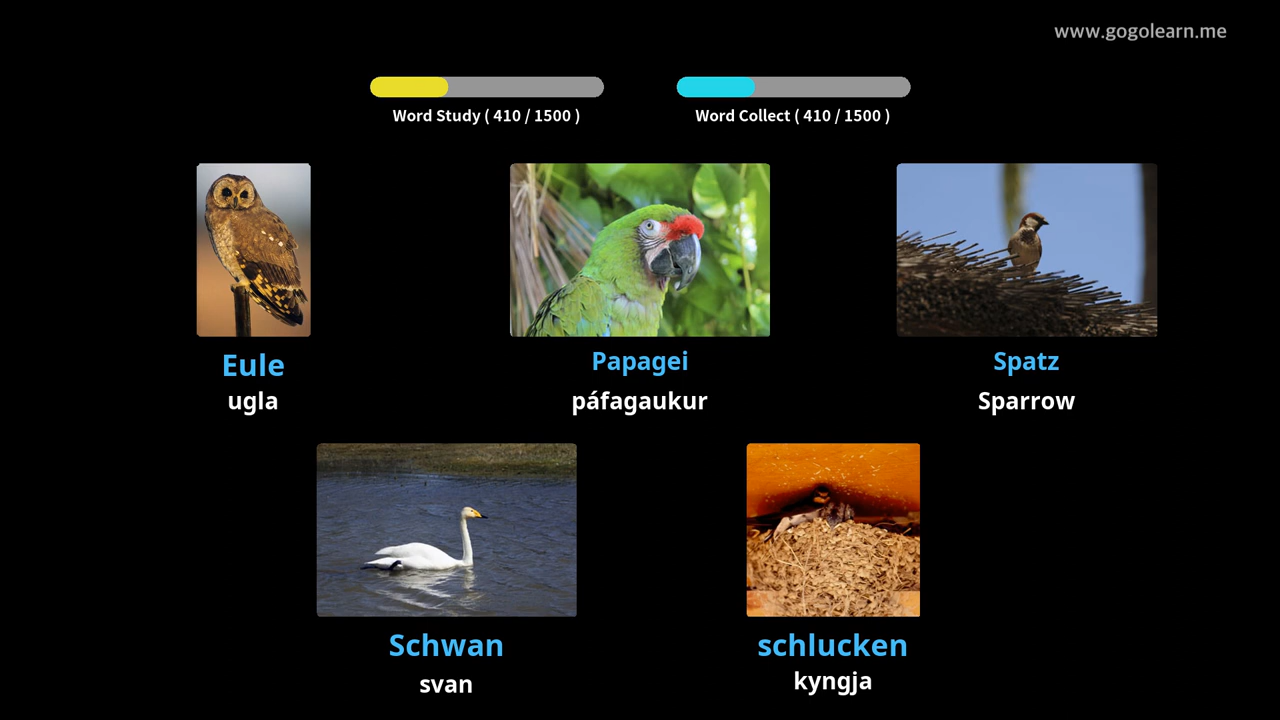 www.gogolearn.me
Word Study ( 410 / 1500 )
Word Collect ( 410 / 1500 )
Eule
ugla
Papagei
páfagaukur
Spatz
Sparrow
Schwan
svan
schlucken
kyngja